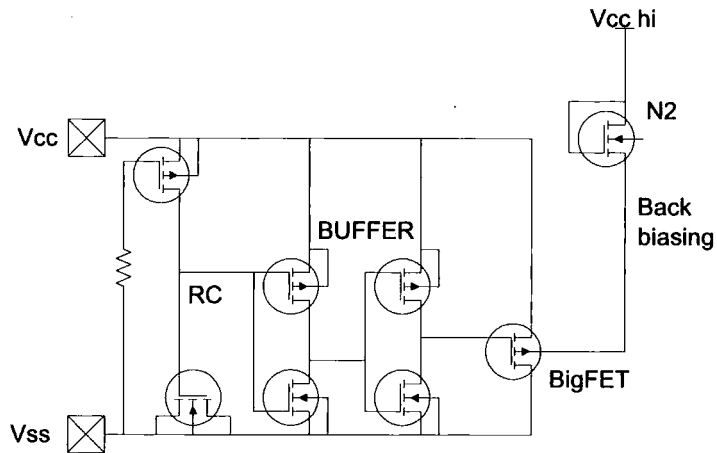 Vcc hi
N2
Vcc
Back
biasing
BUFFER
RC
BigFET
Vss